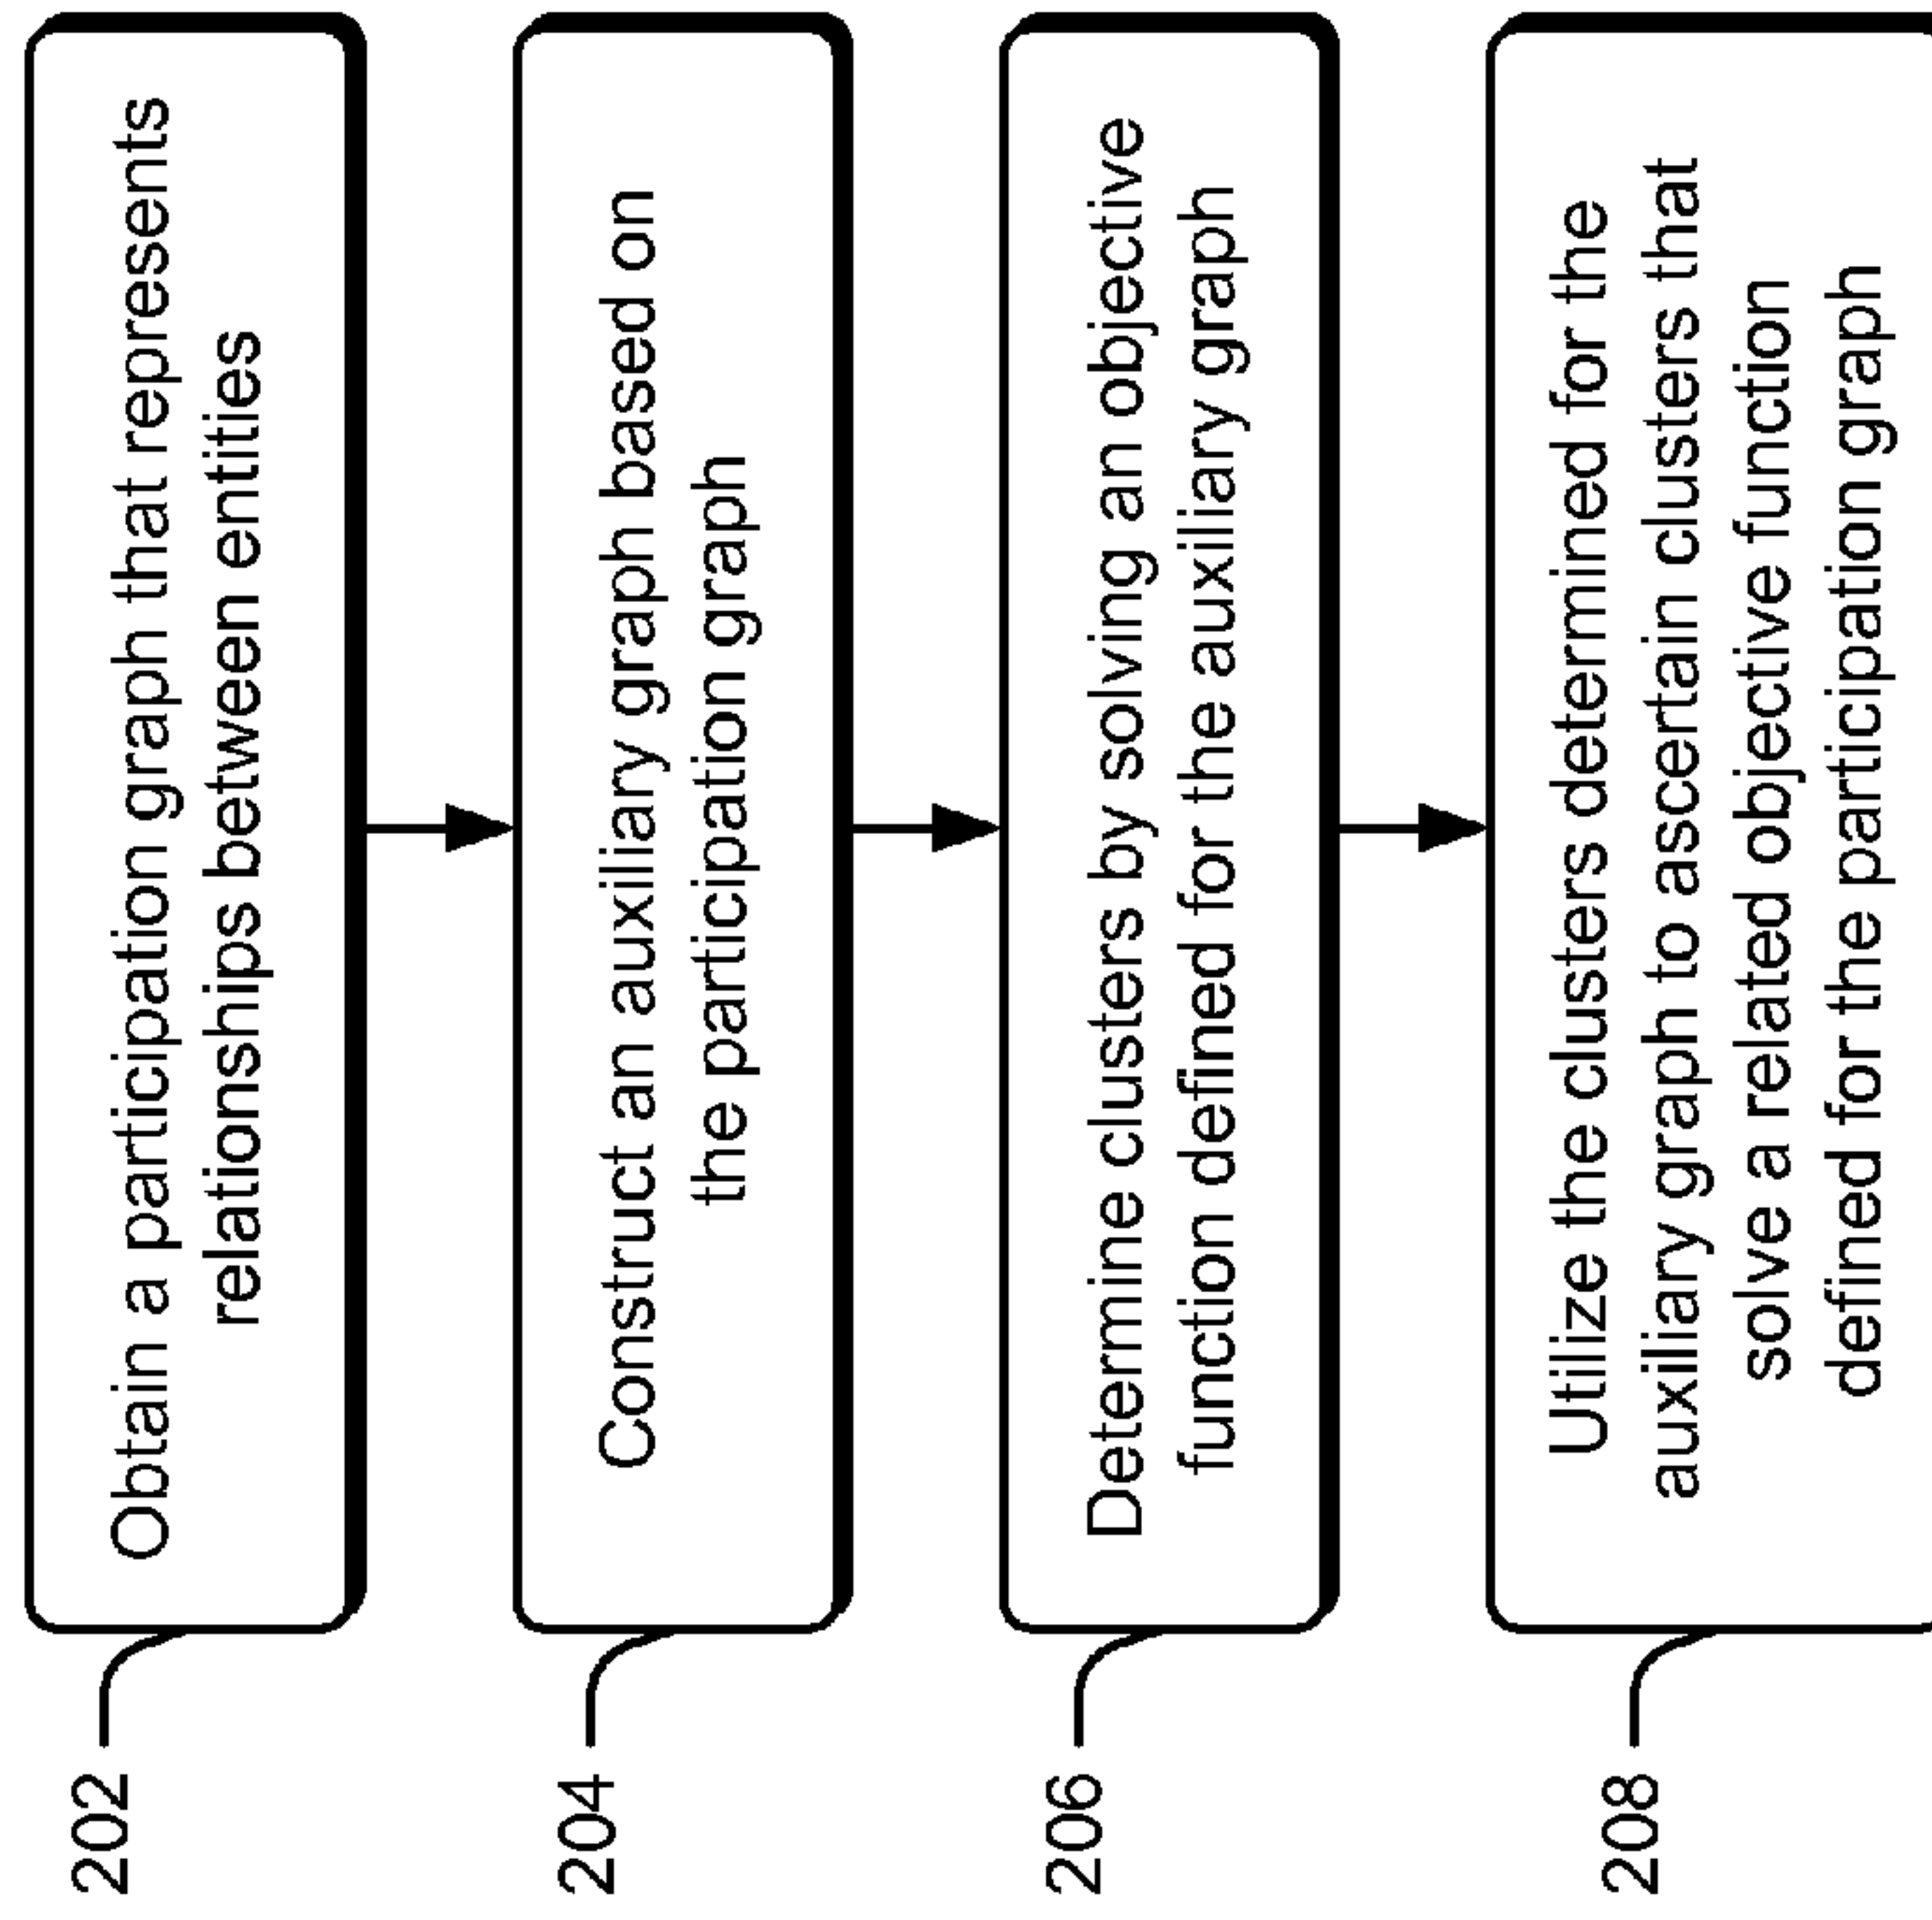 202
Obtain a participation graph that represents
relationships between entities
204
Construct an auxiliary graph based on
the participation graph
206
Determine clusters by solving an objective
function defined for the auxiliary graph
208
Utilize the clusters determined for the
auxiliary graph to ascertain clusters that
solve a related objective function
defined for the participation graph